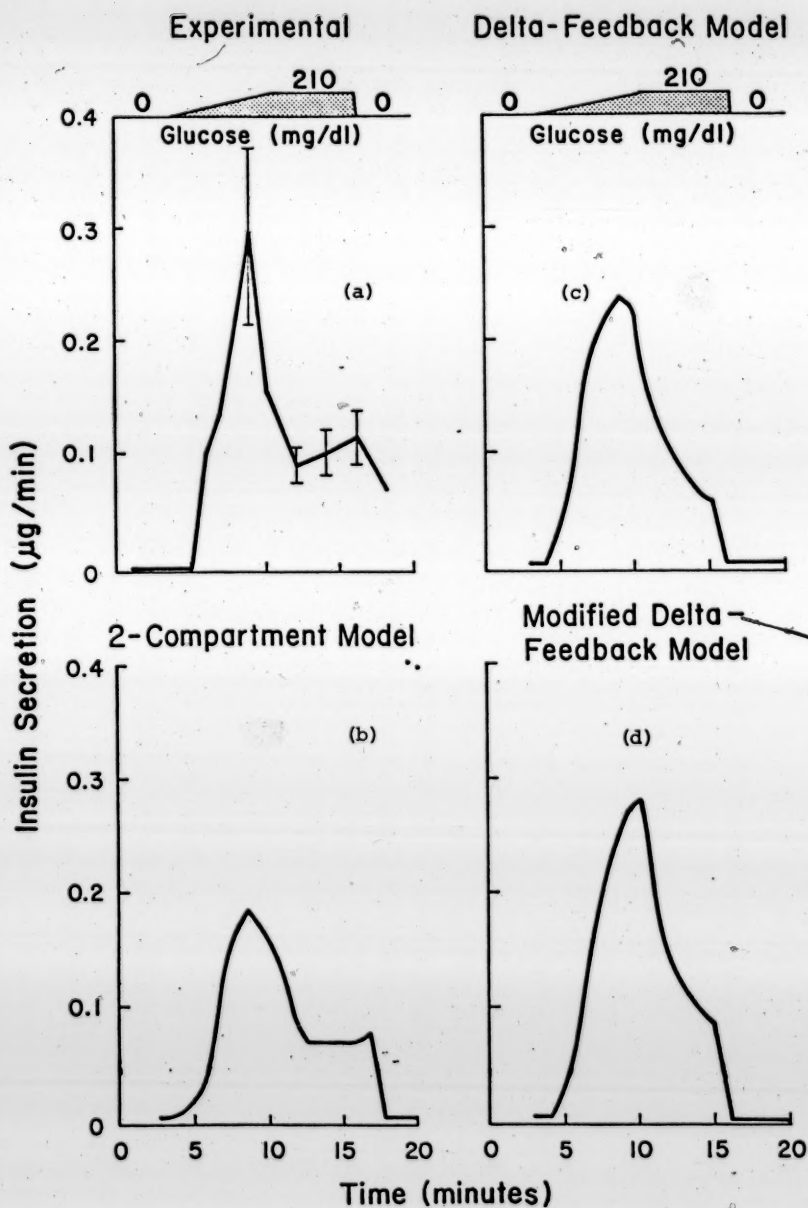 Experimental
Delta-Feedback Model
0 210 0
Glucose (mg/dl)
0 210 0
Glucose (mg/dl)
0.4
0.3
0.2
0.1
0
(a)
(c)
2-Compartment Model
Modified Delta-
Feedback Model
0.4
0.3
0.2
0.1
0
(b)
(d)
0 5 10 15 20
0 5 10 15 20
Insulin Secretion (μg/min)
Time (minutes)